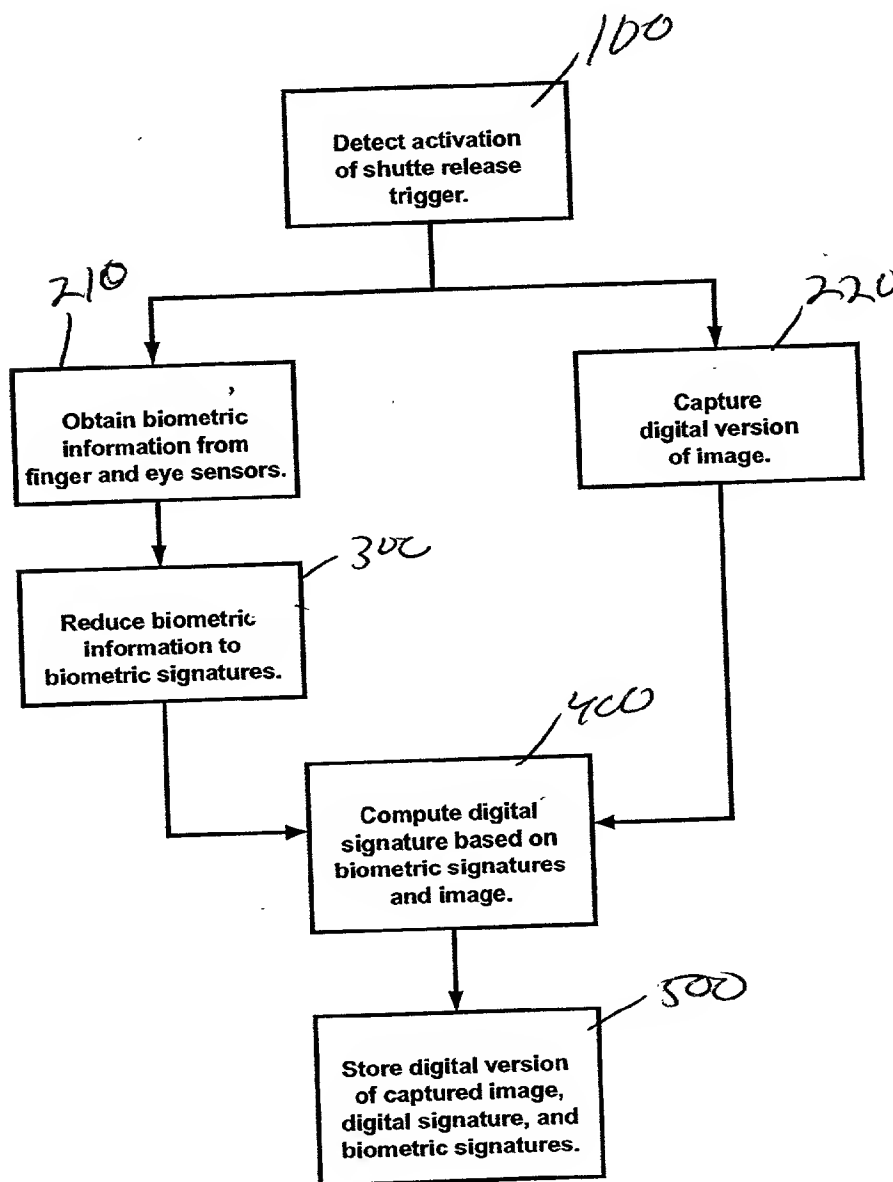 100
Detect activation
of shutte release
trigger.
210
220
Obtain biometric
information from
finger and eye sensors.
Capture
digital version
of image.
300
Reduce biometric
information to
biometric signatures.
400
Compute digital
signature based on
biometric signatures
and image.
500
Store digital version
of captured image,
digital signature, and
biometric signatures.